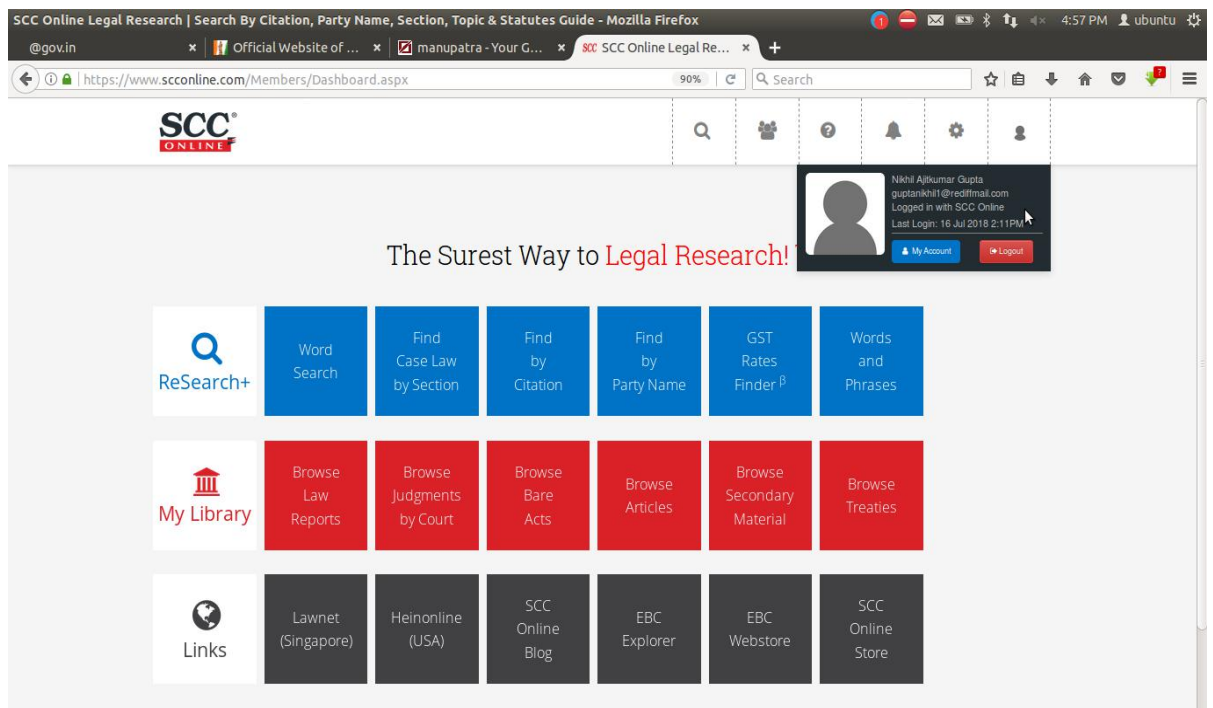 SCC Online Legal Research | Search By Citation, Party Name, Section, Topic & Statutes Guide - Mozilla Firefox
1
4:57 PM
ubuntu
@gov.in
Official Website of ...
manupatra - Your G...
SCC SCC Online Legal Re...
https://www.scconline.com/Members/Dashboard.aspx
90%
Search
?
SCC®
ONLINE
Nikhil Ajitkumar Gupta
guptanikhil1@rediffmail.com
Logged in with SCC Online
Last Login: 16 Jul 2018 2:11PM
My Account
Logout
The Surest Way to Legal Research!
ReSearch+
Word
Search
Find
Case Law
by Section
Find
by
Citation
Find
by
Party Name
GST
Rates
Finder β
Words
and
Phrases
My Library
Browse
Law
Reports
Browse
Judgments
by Court
Browse
Bare
Acts
Browse
Articles
Browse
Secondary
Material
Browse
Treaties
Links
Lawnet
(Singapore)
Heinonline
(USA)
SCC
Online
Blog
EBC
Explorer
EBC
Webstore
SCC
Online
Store